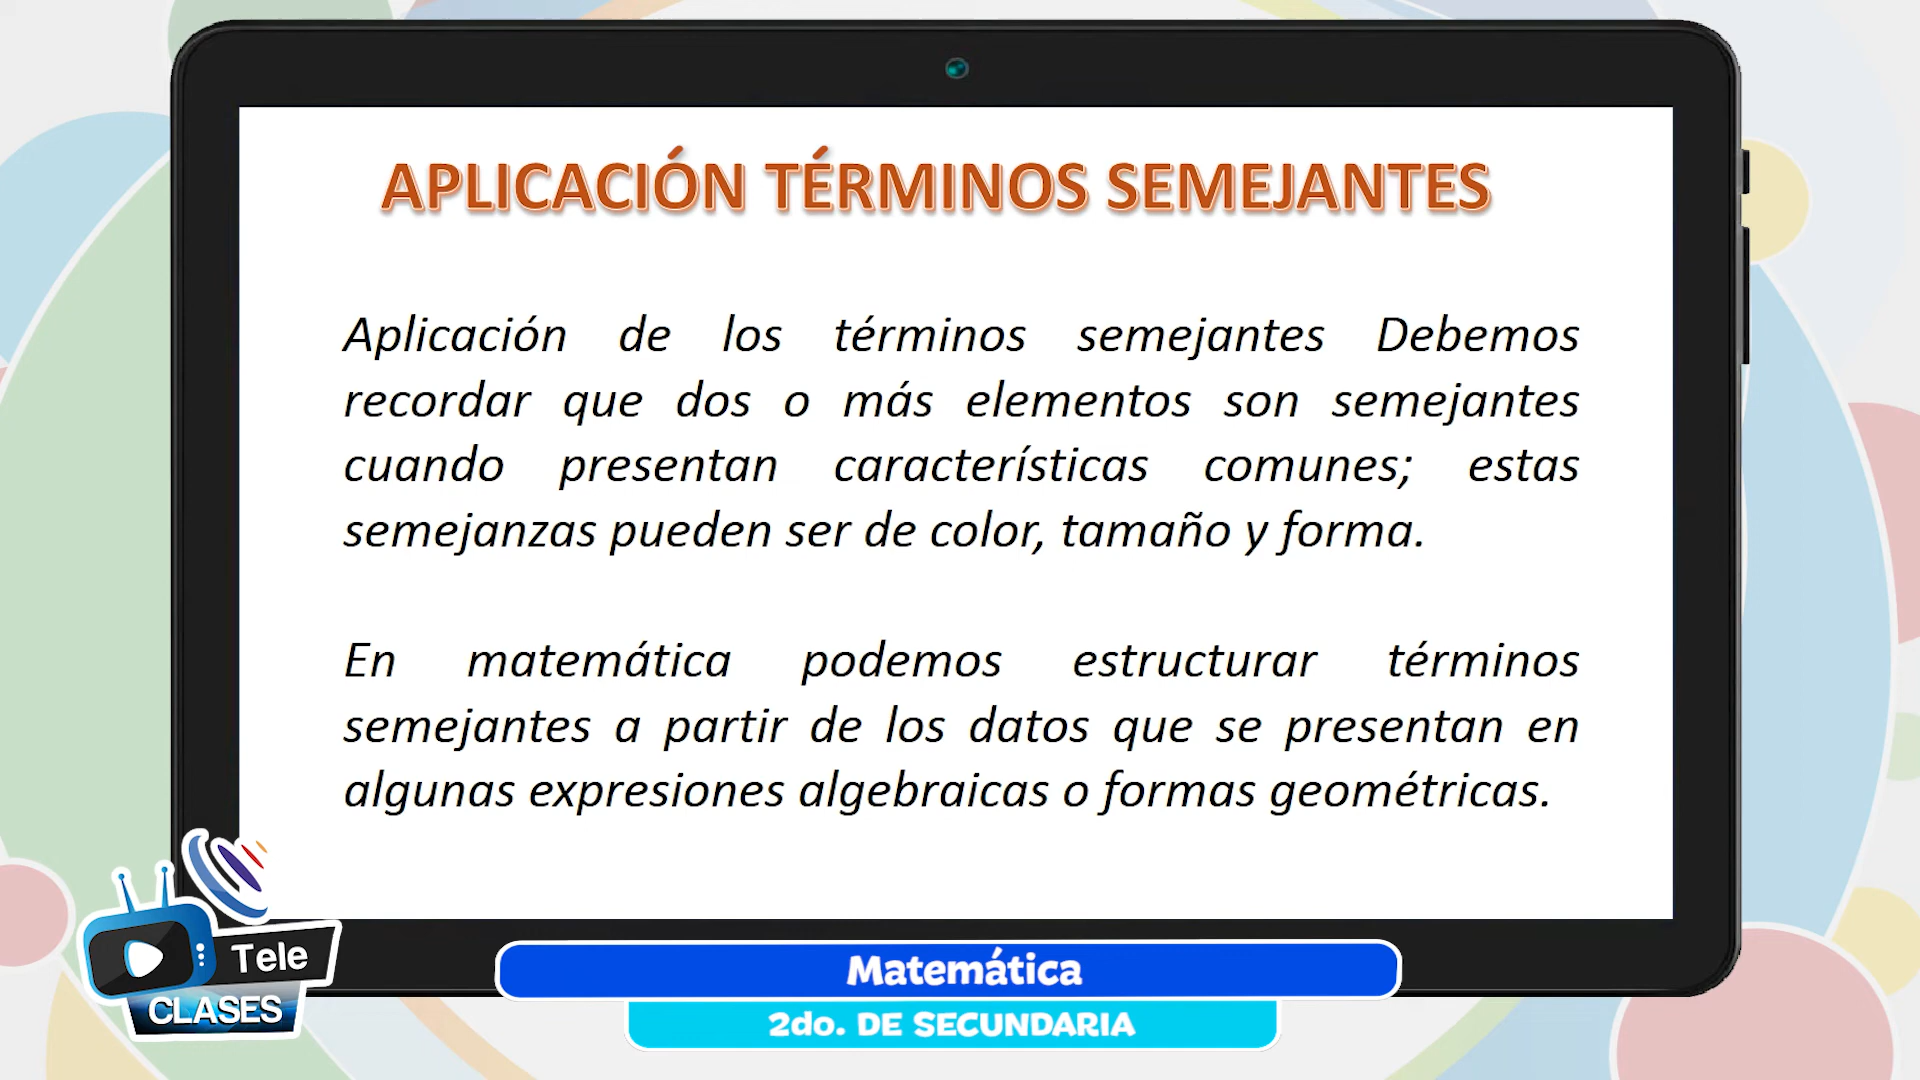 APLICACIÓN TÉRMINOS SEMEJANTES
Aplicación de los términos semejantes Debemos
recordar que dos o más elementos son semejantes
cuando presentan características comunes; estas
semejanzas pueden ser de color, tamaño y forma.
En matemática podemos estructurar términos
semejantes a partir de los datos que se presentan en
algunas expresiones algebraicas o formas geométricas.
Tele
CLASES
Matemática
2do. DE SECUNDARIA